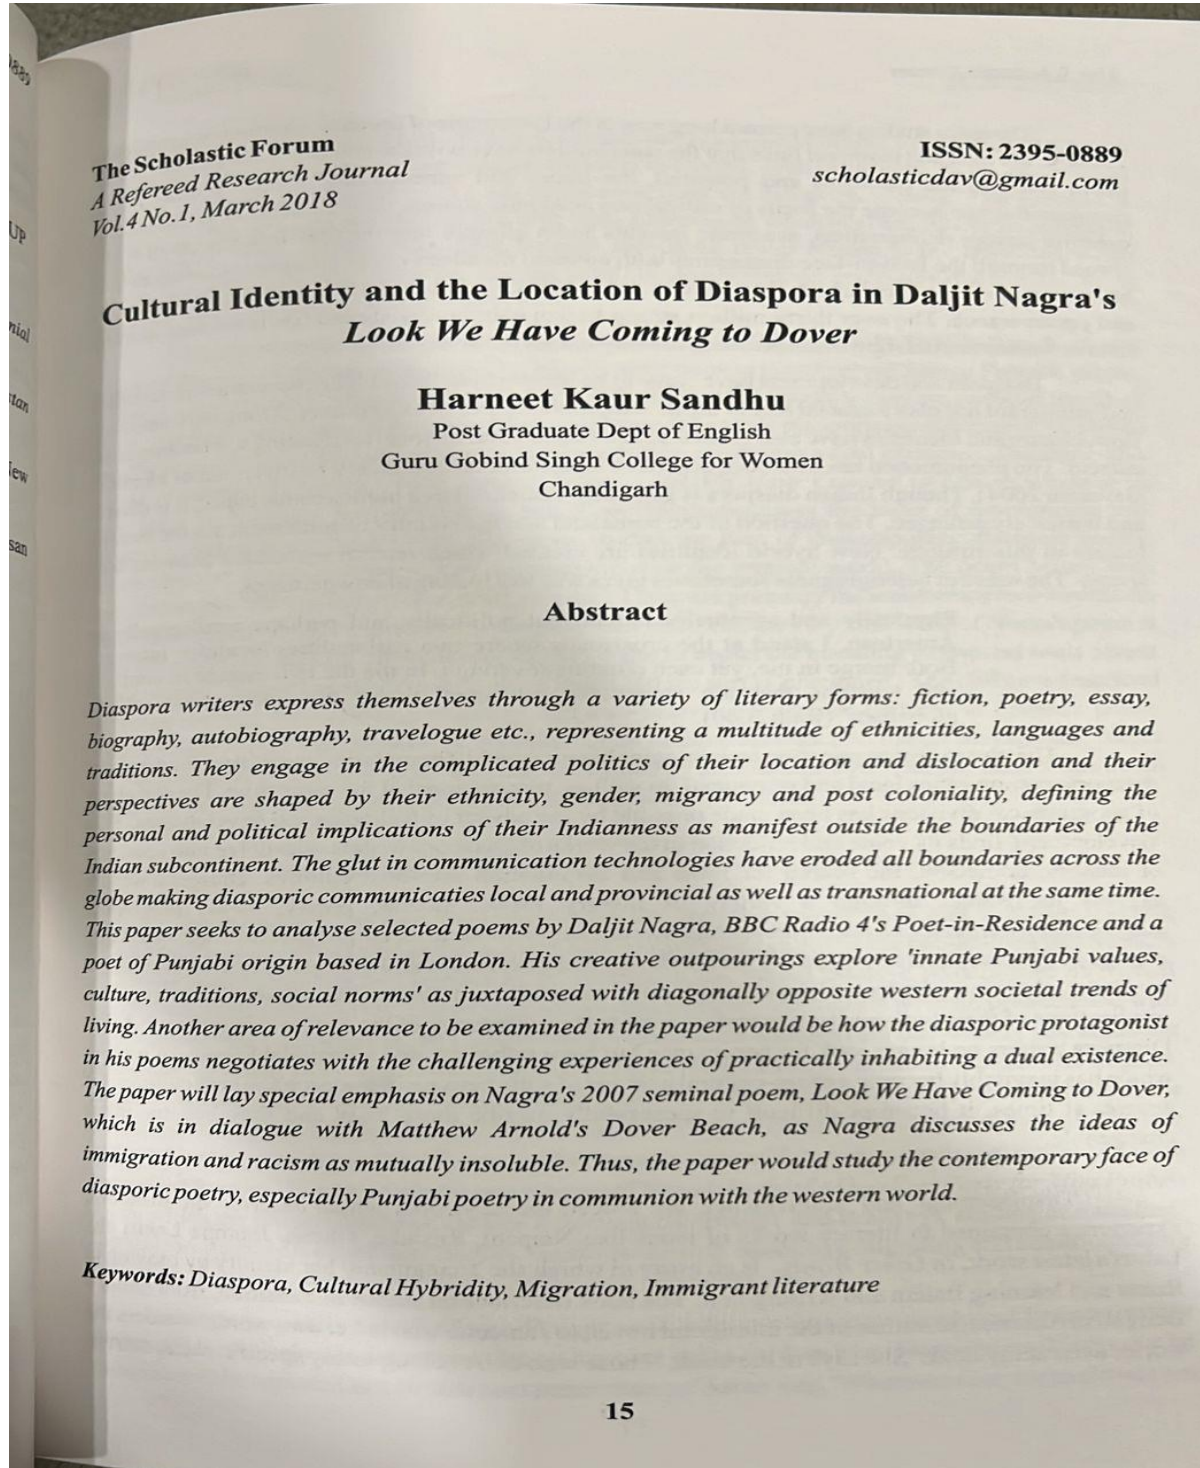 0889
The Scholastic Forum
A Refereed Research Journal
Vol.4 No.1, March 2018
ISSN: 2395-0889
scholasticdav@gmail.com
UP
nial
tan
san
Cultural Identity and the Location of Diaspora in Daljit Nagra's
Look We Have Coming to Dover
Harneet Kaur Sandhu
Post Graduate Dept of English
Guru Gobind Singh College for Women
Chandigarh
Abstract
Diaspora writers express themselves through a variety of literary forms: fiction, poetry, essay,
biography, autobiography, travelogue etc., representing a multitude of ethnicities, languages and
traditions. They engage in the complicated politics of their location and dislocation and their
perspectives are shaped by their ethnicity, gender, migrancy and post coloniality, defining the
personal and political implications of their Indianness as manifest outside the boundaries of the
Indian subcontinent. The glut in communication technologies have eroded all boundaries across the
globe making diasporic communicaties local and provincial as well as transnational at the same time.
This paper seeks to analyse selected poems by Daljit Nagra, BBC Radio 4's Poet-in-Residence and a
poet of Punjabi origin based in London. His creative outpourings explore 'innate Punjabi values,
culture, traditions, social norms' as juxtaposed with diagonally opposite western societal trends of
living. Another area of relevance to be examined in the paper would be how the diasporic protagonist
in his poems negotiates with the challenging experiences of practically inhabiting a dual existence.
The paper will lay special emphasis on Nagra's 2007 seminal poem, Look We Have Coming to Dover,
which is in dialogue with Matthew Arnold's Dover Beach, as Nagra discusses the ideas of
immigration and racism as mutually insoluble. Thus, the paper would study the contemporary face of
diasporic poetry, especially Punjabi poetry in communion with the western world.
Keywords: Diaspora, Cultural Hybridity, Migration, Immigrant literature
15